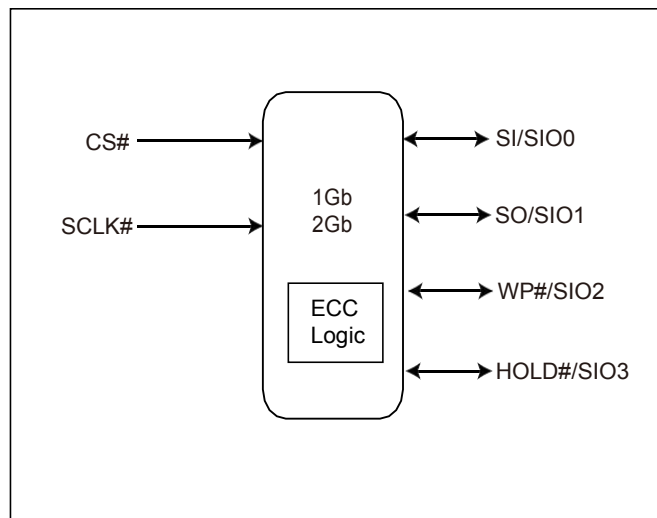 CS#
SCLK#
1Gb
2Gb
ECC
Logic
SI/SIO0
SO/SIO1
WP#/SIO2
HOLD#/SIO3